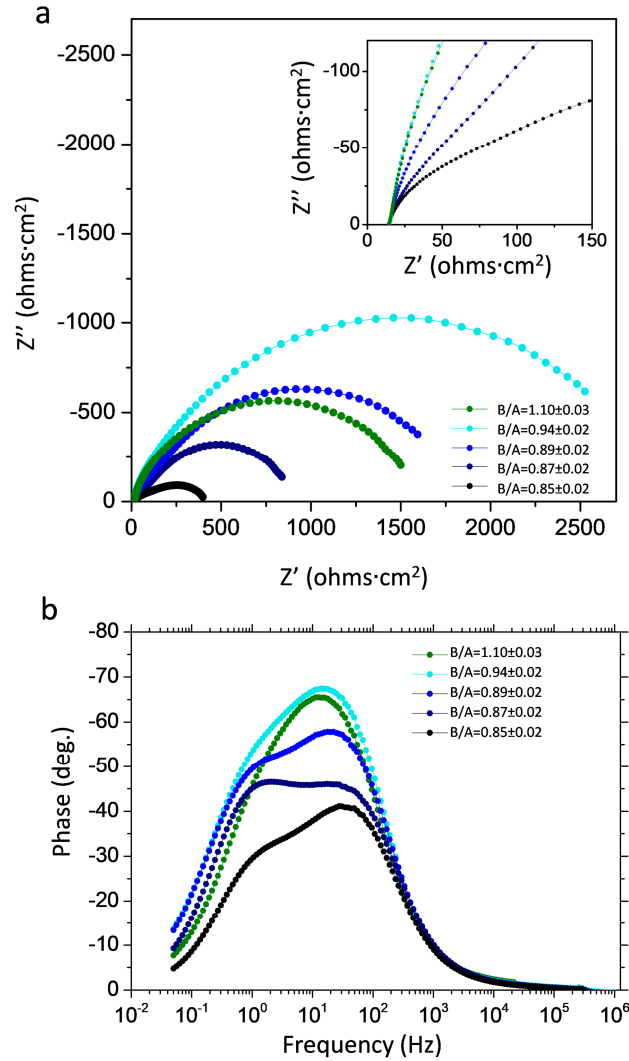 a
-2500
-2000
-1500
-1000
-500
0
Z'' (ohms·cm²)
0 500 1000 1500 2000 2500
Z' (ohms·cm²)
-100
-50
0
Z'' (ohms·cm²)
0 50 100 150
Z' (ohms·cm²)
B/A=1.10±0.03
B/A=0.94±0.02
B/A=0.89±0.02
B/A=0.87±0.02
B/A=0.85±0.02
b
-80
-70
-60
-50
-40
-30
-20
-10
0
Phase (deg.)
B/A=1.10±0.03
B/A=0.94±0.02
B/A=0.89±0.02
B/A=0.87±0.02
B/A=0.85±0.02
10⁻² 10⁻¹ 10⁰ 10¹ 10² 10³ 10⁴ 10⁵ 10⁶
Frequency (Hz)